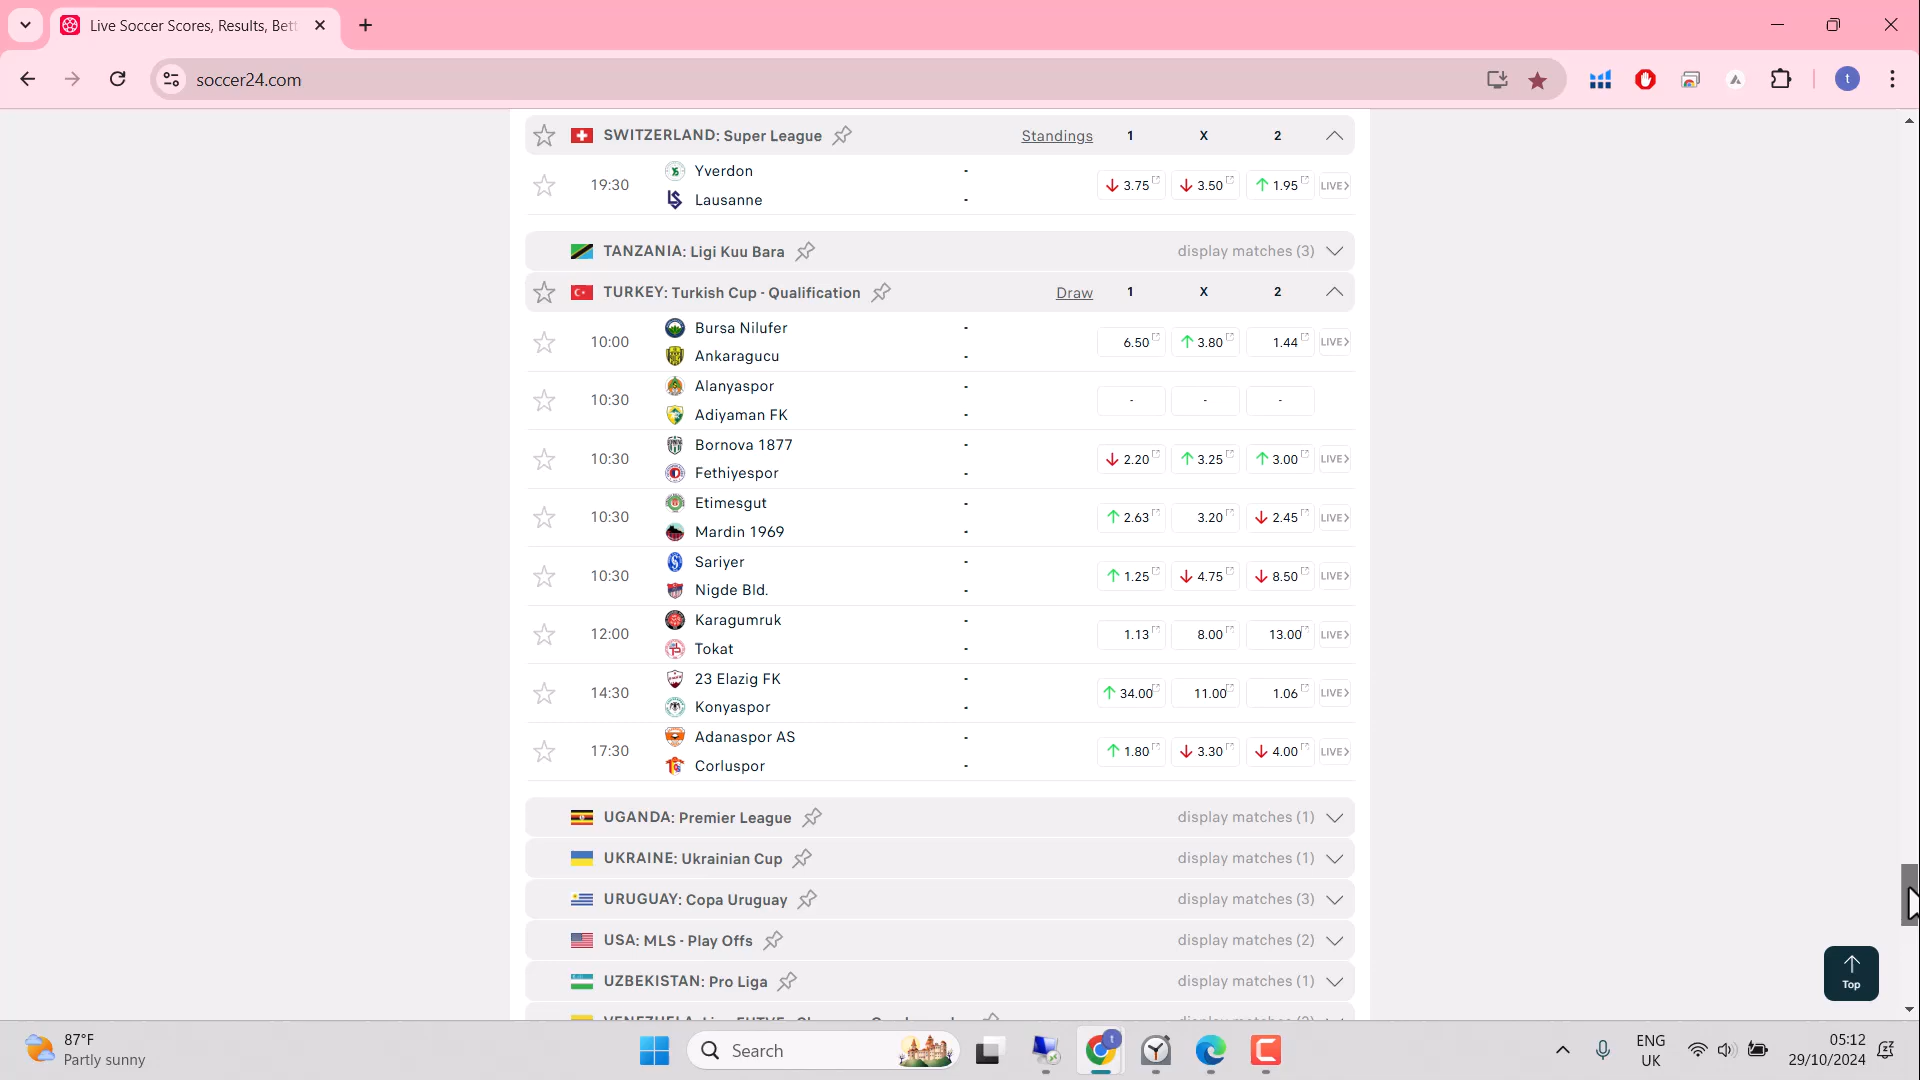 Live Soccer Scores, Results, Bett
soccer24.com
t
SWITZERLAND: Super League Standings 1 X 2
19:30 Yverdon - 3.75 3.50 1.95 LIVE
Lausanne -
TANZANIA: Ligi Kuu Bara display matches (3)
TURKEY: Turkish Cup - Qualification Draw 1 X 2
10:00 Bursa Nilufer - 6.50 3.80 1.44 LIVE
Ankaragucu -
10:30 Alanyaspor - - - -
Adiyaman FK -
10:30 Bornova 1877 - 2.20 3.25 3.00 LIVE
Fethiyespor -
10:30 Etimesgut - 2.63 3.20 2.45 LIVE
Mardin 1969 -
10:30 Sariyer - 1.25 4.75 8.50 LIVE
Nigde Bld. -
12:00 Karagumruk - 1.13 8.00 13.00 LIVE
Tokat -
14:30 23 Elazig FK - 34.00 11.00 1.06 LIVE
Konyaspor -
17:30 Adanaspor AS - 1.80 3.30 4.00 LIVE
Corluspor -
UGANDA: Premier League display matches (1)
UKRAINE: Ukrainian Cup display matches (1)
URUGUAY: Copa Uruguay display matches (3)
USA: MLS - Play Offs display matches (2)
UZBEKISTAN: Pro Liga display matches (1)
Top
87°F
Partly sunny
Search
ENG
UK
05:12
29/10/2024